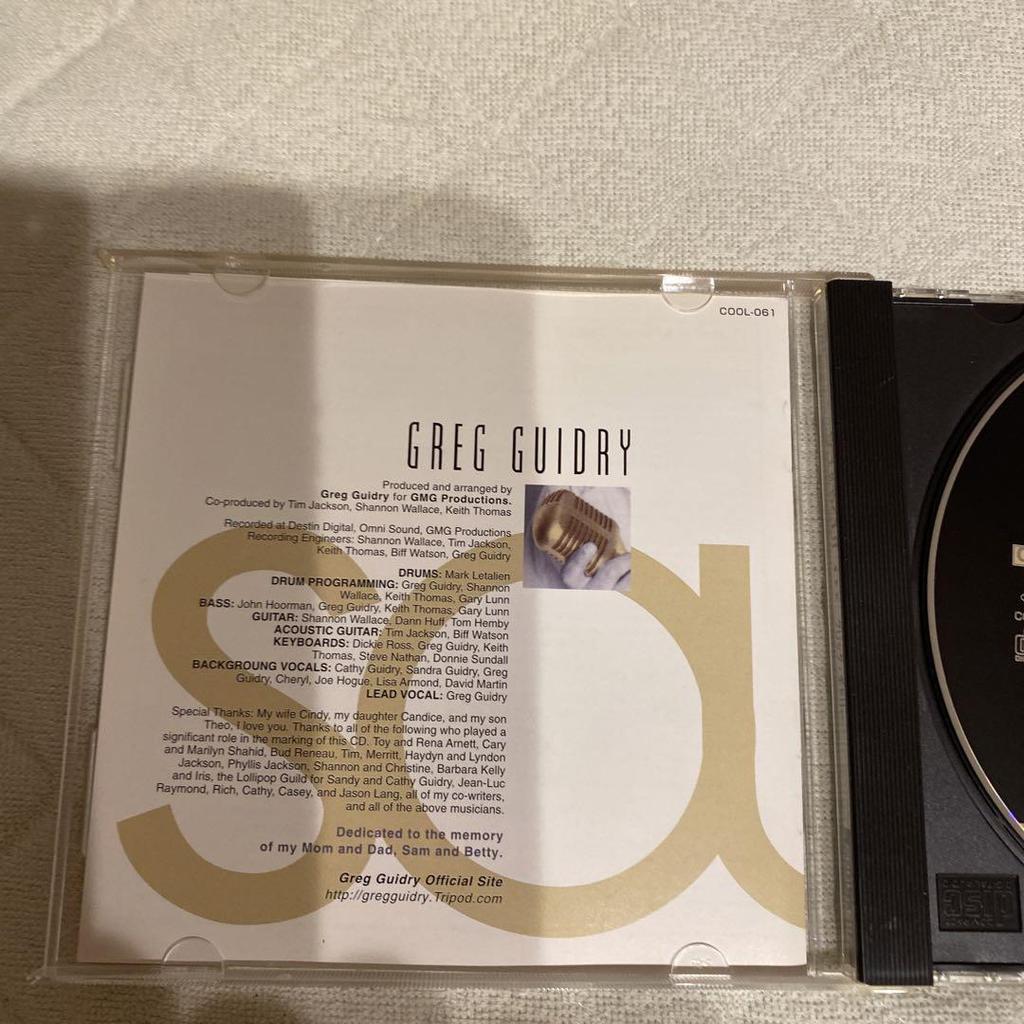 COOL-061
GREG GUIDRY
Produced and arranged by
Greg Guidry for GMG Productions.
Co-produced by Tim Jackson, Shannon Wallace, Keith Thomas
Recorded at Destin Digital, Omni Sound, GMG Productions
Recording Engineers: Shannon Wallace, Tim Jackson,
Keith Thomas, Biff Watson, Greg Guidry
DRUMS: Mark Letalien
DRUM PROGRAMMING: Greg Guidry, Shannon
Wallace, Keith Thomas, Gary Lunn
BASS: John Hoorman, Greg Guidry, Keith Thomas, Gary Lunn
GUITAR: Shannon Wallace, Dann Huff, Tom Hemby
ACOUSTIC GUITAR: Tim Jackson, Biff Watson
KEYBOARDS: Dickie Ross, Greg Guidry, Keith
Thomas, Steve Nathan, Donnie Sundall
BACKGROUNG VOCALS: Cathy Guidry, Sandra Guidry, Greg
Guidry, Cheryl, Joe Hogue, Lisa Armond, David Martin
LEAD VOCAL: Greg Guidry
Special Thanks: My wife Cindy, my daughter Candice, and my son
Theo, I love you. Thanks to all of the following who played a
significant role in the marking of this CD. Toy and Rena Arnett, Cary
and Marilyn Shahid, Bud Reneau, Tim, Merritt, Haydyn and Lyndon
Jackson, Phyllis Jackson, Shannon and Christine, Barbara Kelly
and Iris, the Lollipop Guild for Sandy and Cathy Guidry, Jean-Luc
Raymond, Rich, Cathy, Casey, and Jason Lang, all of my co-writers,
and all of the above musicians.
Dedicated to the memory
of my Mom and Dad, Sam and Betty.
Greg Guidry Official Site
http://gregguidry.Tripod.com